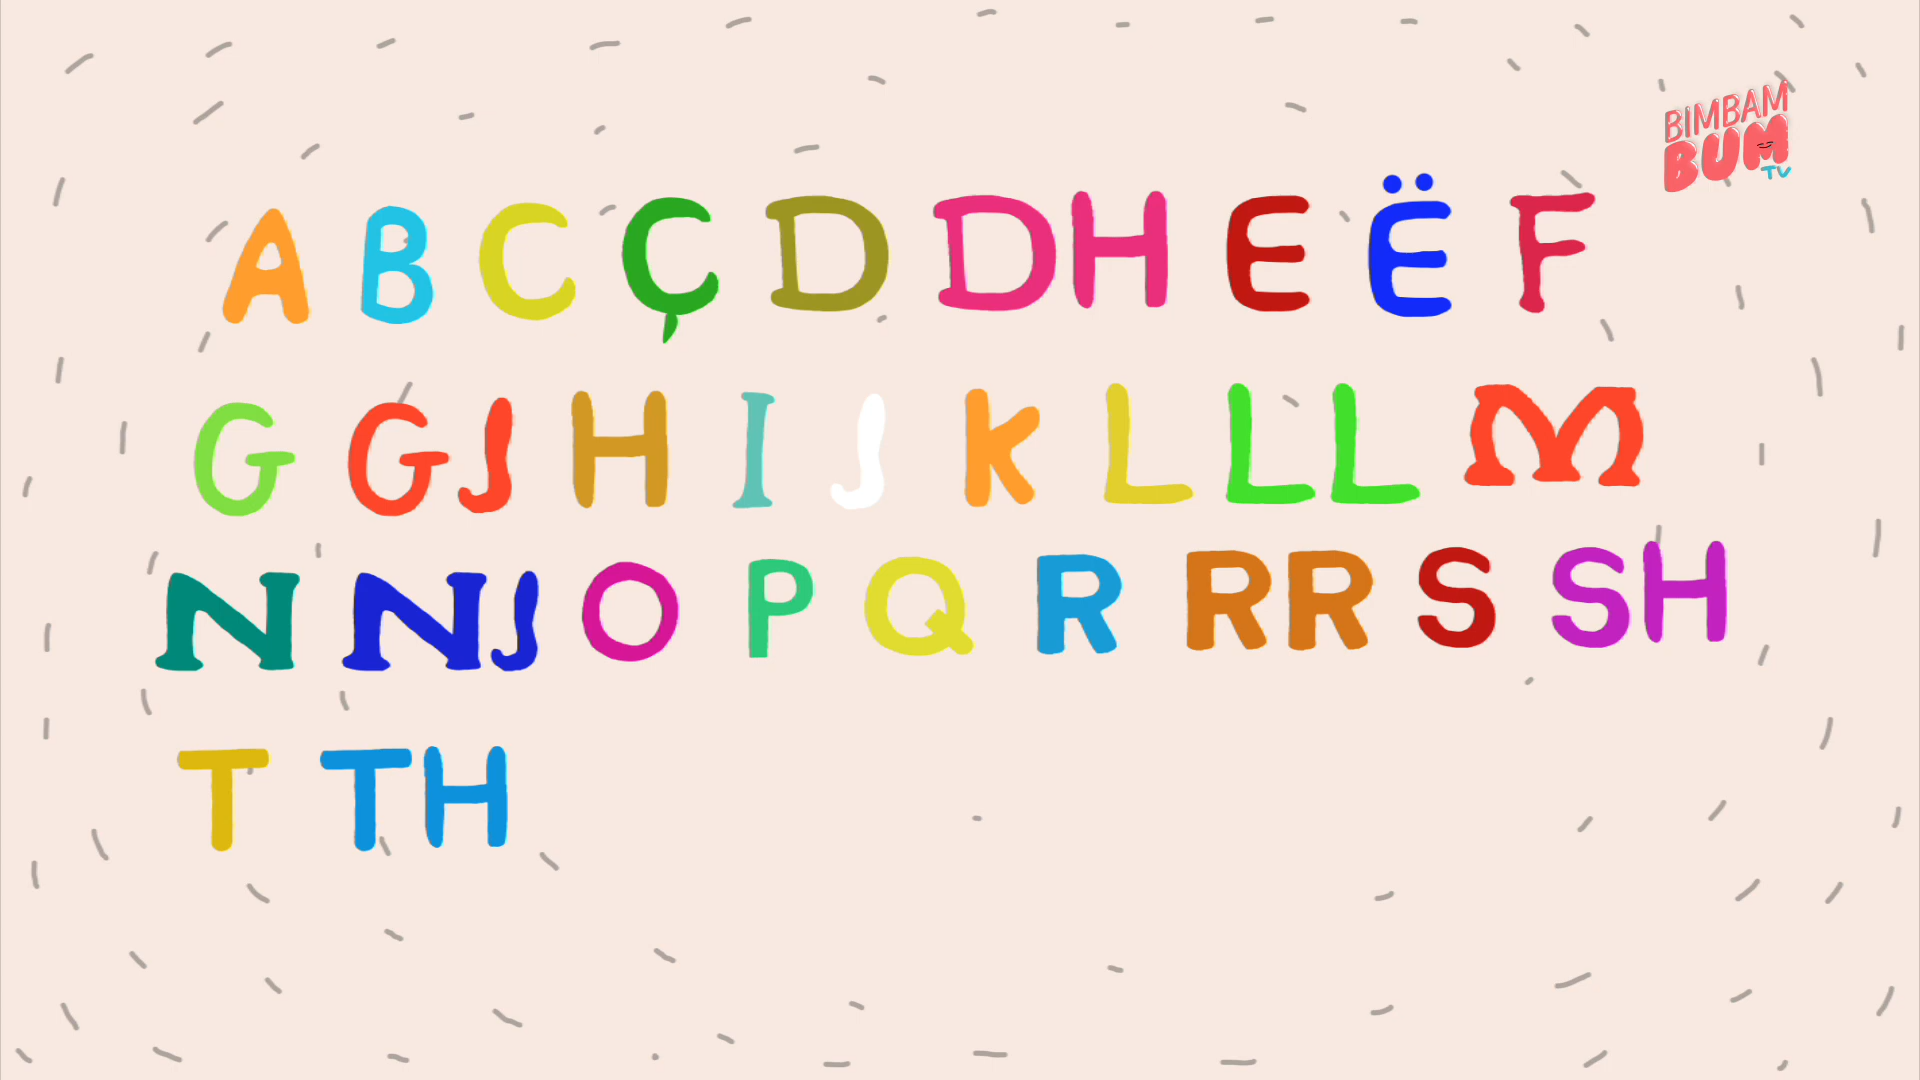 BIMBAM
BUM
TV
A B C Ç D DH E Ë F
G GJ H I J K L LL M
N NJ O P Q R RR S SH
T TH